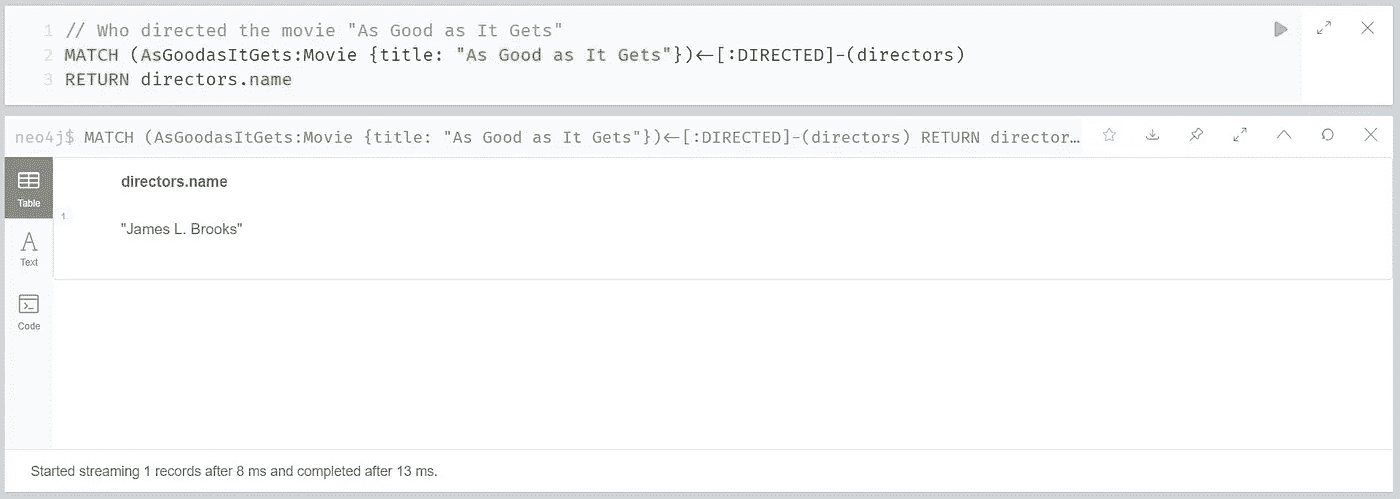 1 // Who directed the movie "As Good as It Gets"
2 MATCH (AsGoodasItGets:Movie {title: "As Good as It Gets"})<-[:DIRECTED]-(directors)
3 RETURN directors.name
neo4j$ MATCH (AsGoodasItGets:Movie {title: "As Good as It Gets"})<-[:DIRECTED]-(directors) RETURN director…
Table
directors.name
1
"James L. Brooks"
A
Text
Code
Started streaming 1 records after 8 ms and completed after 13 ms.